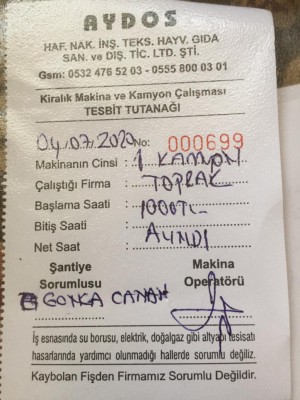 AYDOS
HAF. NAK. İNŞ. TEKS. HAYV. GIDA
SAN. ve DIŞ. TİC. LTD. ŞTİ.
Gsm: 0532 476 52 03 - 0555 800 03 01
Kiralık Makina ve Kamyon Çalışması
TESBİT TUTANAĞI
04.07.2020 No: 000699
Makinanın Cinsi : 1 KAMYON
Çalıştığı Firma : TOPRAK
Başlama Saati : 1000TL
Bitiş Saati : ALINDI
Net Saat :
Şantiye Sorumlusu
Makina Operatörü
GONCA CANAN
İş esnasında su borusu, elektrik, doğalgaz gibi altyapı tesisatı
hasarlarında yardımcı olunmadığı hallerde sorumlu değiliz.
Kaybolan Fişden Firmamız Sorumlu Değildir.